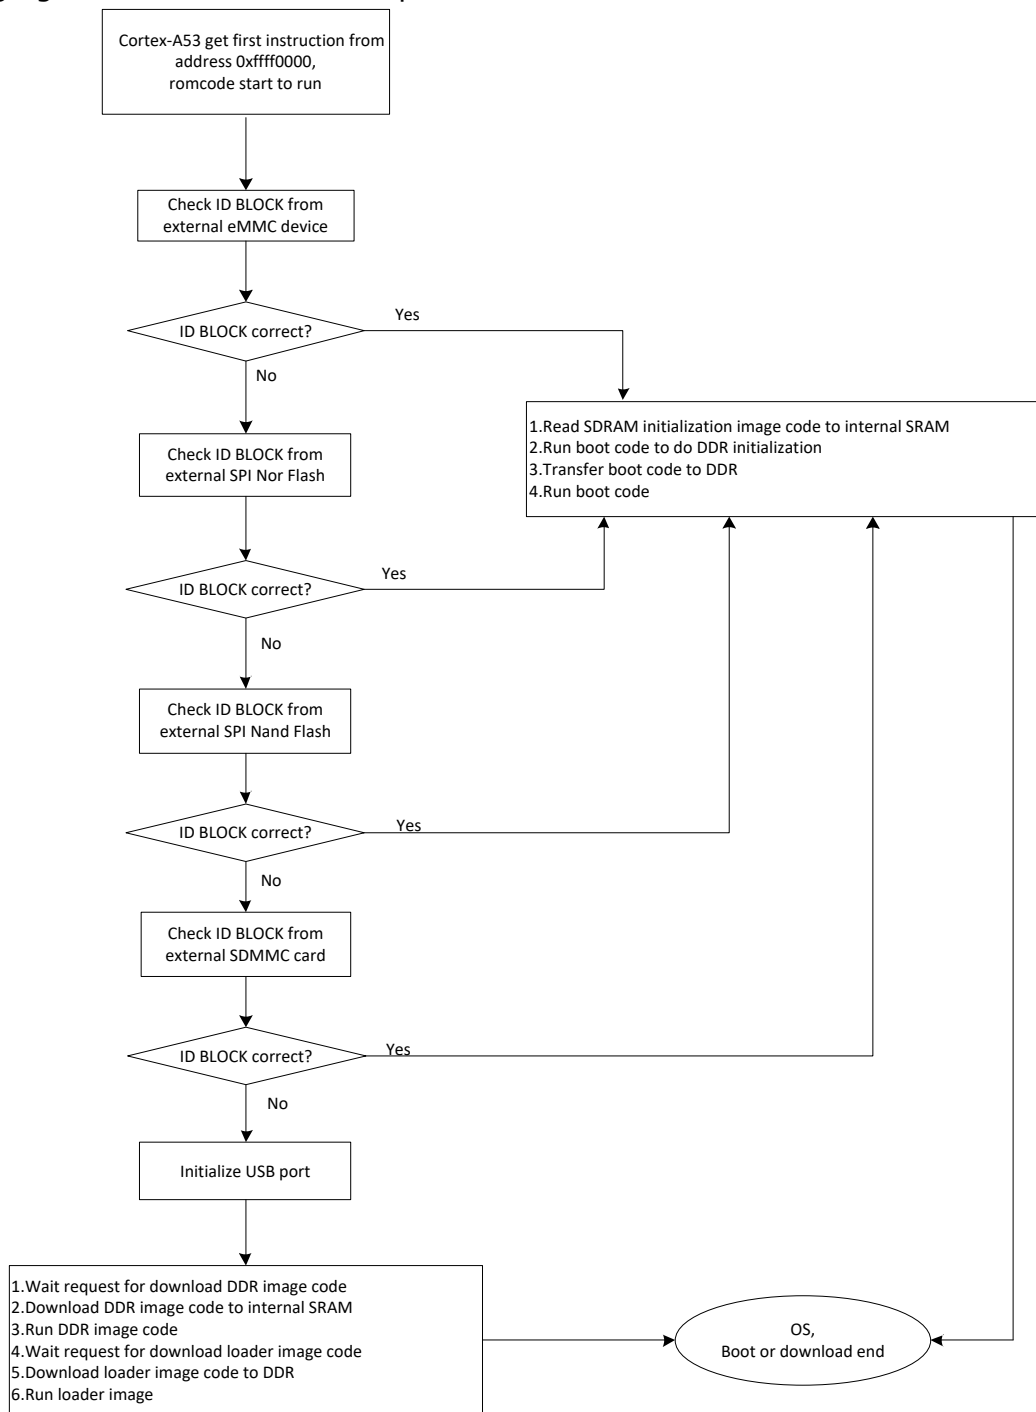 Cortex-A53 get first instruction from
address 0xffff0000,
romcode start to run
Check ID BLOCK from
external eMMC device
ID BLOCK correct?
Yes
No
1.Read SDRAM initialization image code to internal SRAM
2.Run boot code to do DDR initialization
3.Transfer boot code to DDR
4.Run boot code
Check ID BLOCK from
external SPI Nor Flash
ID BLOCK correct?
Yes
No
Check ID BLOCK from
external SPI Nand Flash
ID BLOCK correct?
Yes
No
Check ID BLOCK from
external SDMMC card
ID BLOCK correct?
Yes
No
Initialize USB port
1.Wait request for download DDR image code
2.Download DDR image code to internal SRAM
3.Run DDR image code
4.Wait request for download loader image code
5.Download loader image code to DDR
6.Run loader image
OS,
Boot or download end